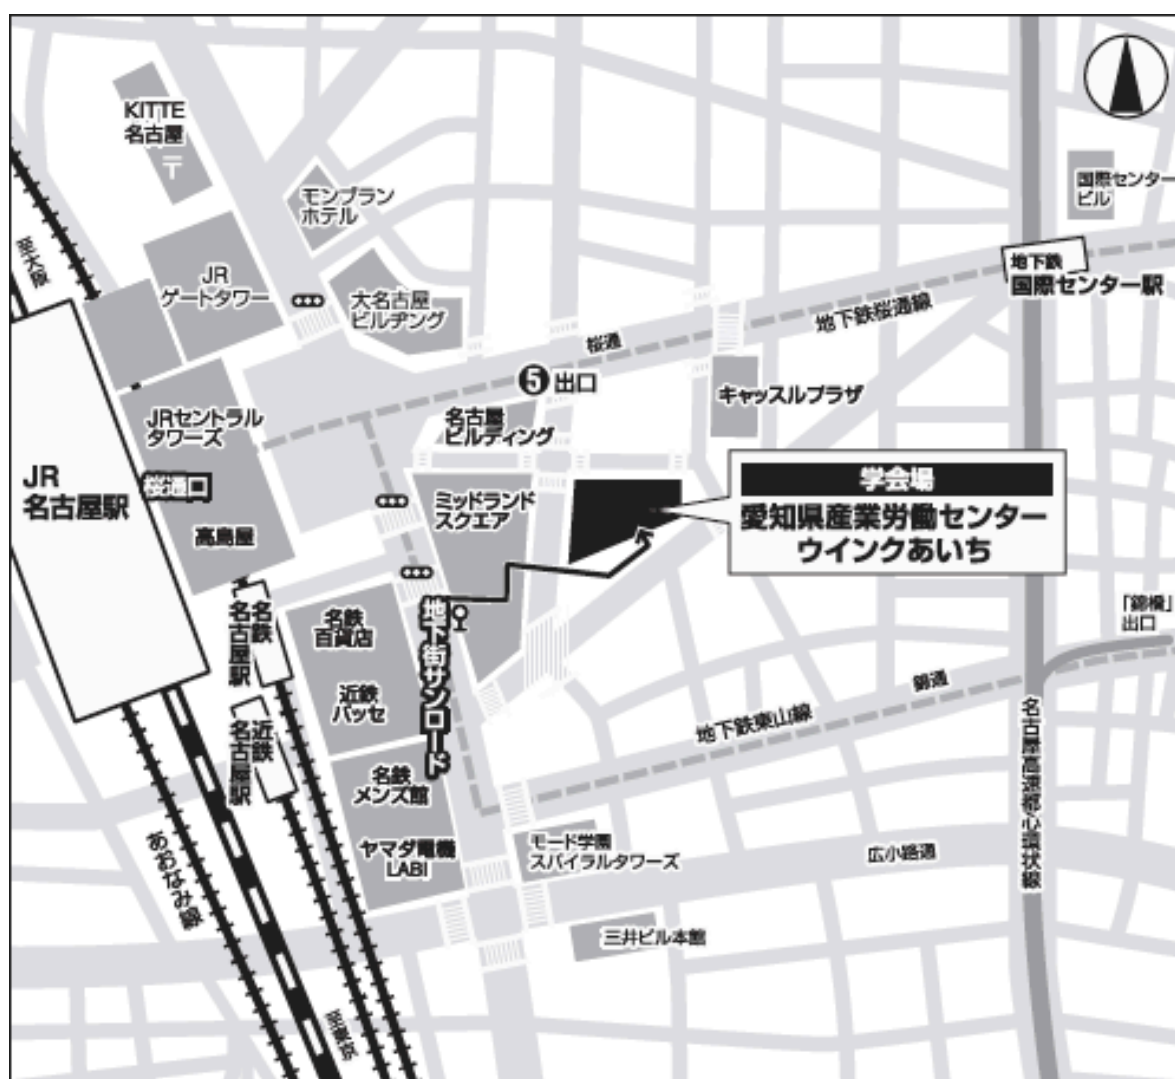 KITTE
名古屋
〒
モンブラン
ホテル
国際センター
ビル
至大阪
JR
ゲートタワー
大名古屋
ビルヂング
地下鉄
国際センター駅
桜通
地下鉄桜通線
❺出口
キャッスルプラザ
JRセントラル
タワーズ
名古屋
ビルディング
JR
名古屋駅
桜通口
高島屋
ミッドランド
スクエア
学会場
愛知県産業労働センター
ウインクあいち
名鉄
名古屋駅
名鉄
百貨店
地下街サンロード
「錦橋」
出口
近鉄
名古屋駅
近鉄
パッセ
錦通
地下鉄東山線
名古屋高速都心環状線
名鉄
メンズ館
ヤマダ電機
LABI
モード学園
スパイラルタワーズ
広小路通
あおなみ線
三井ビル本館